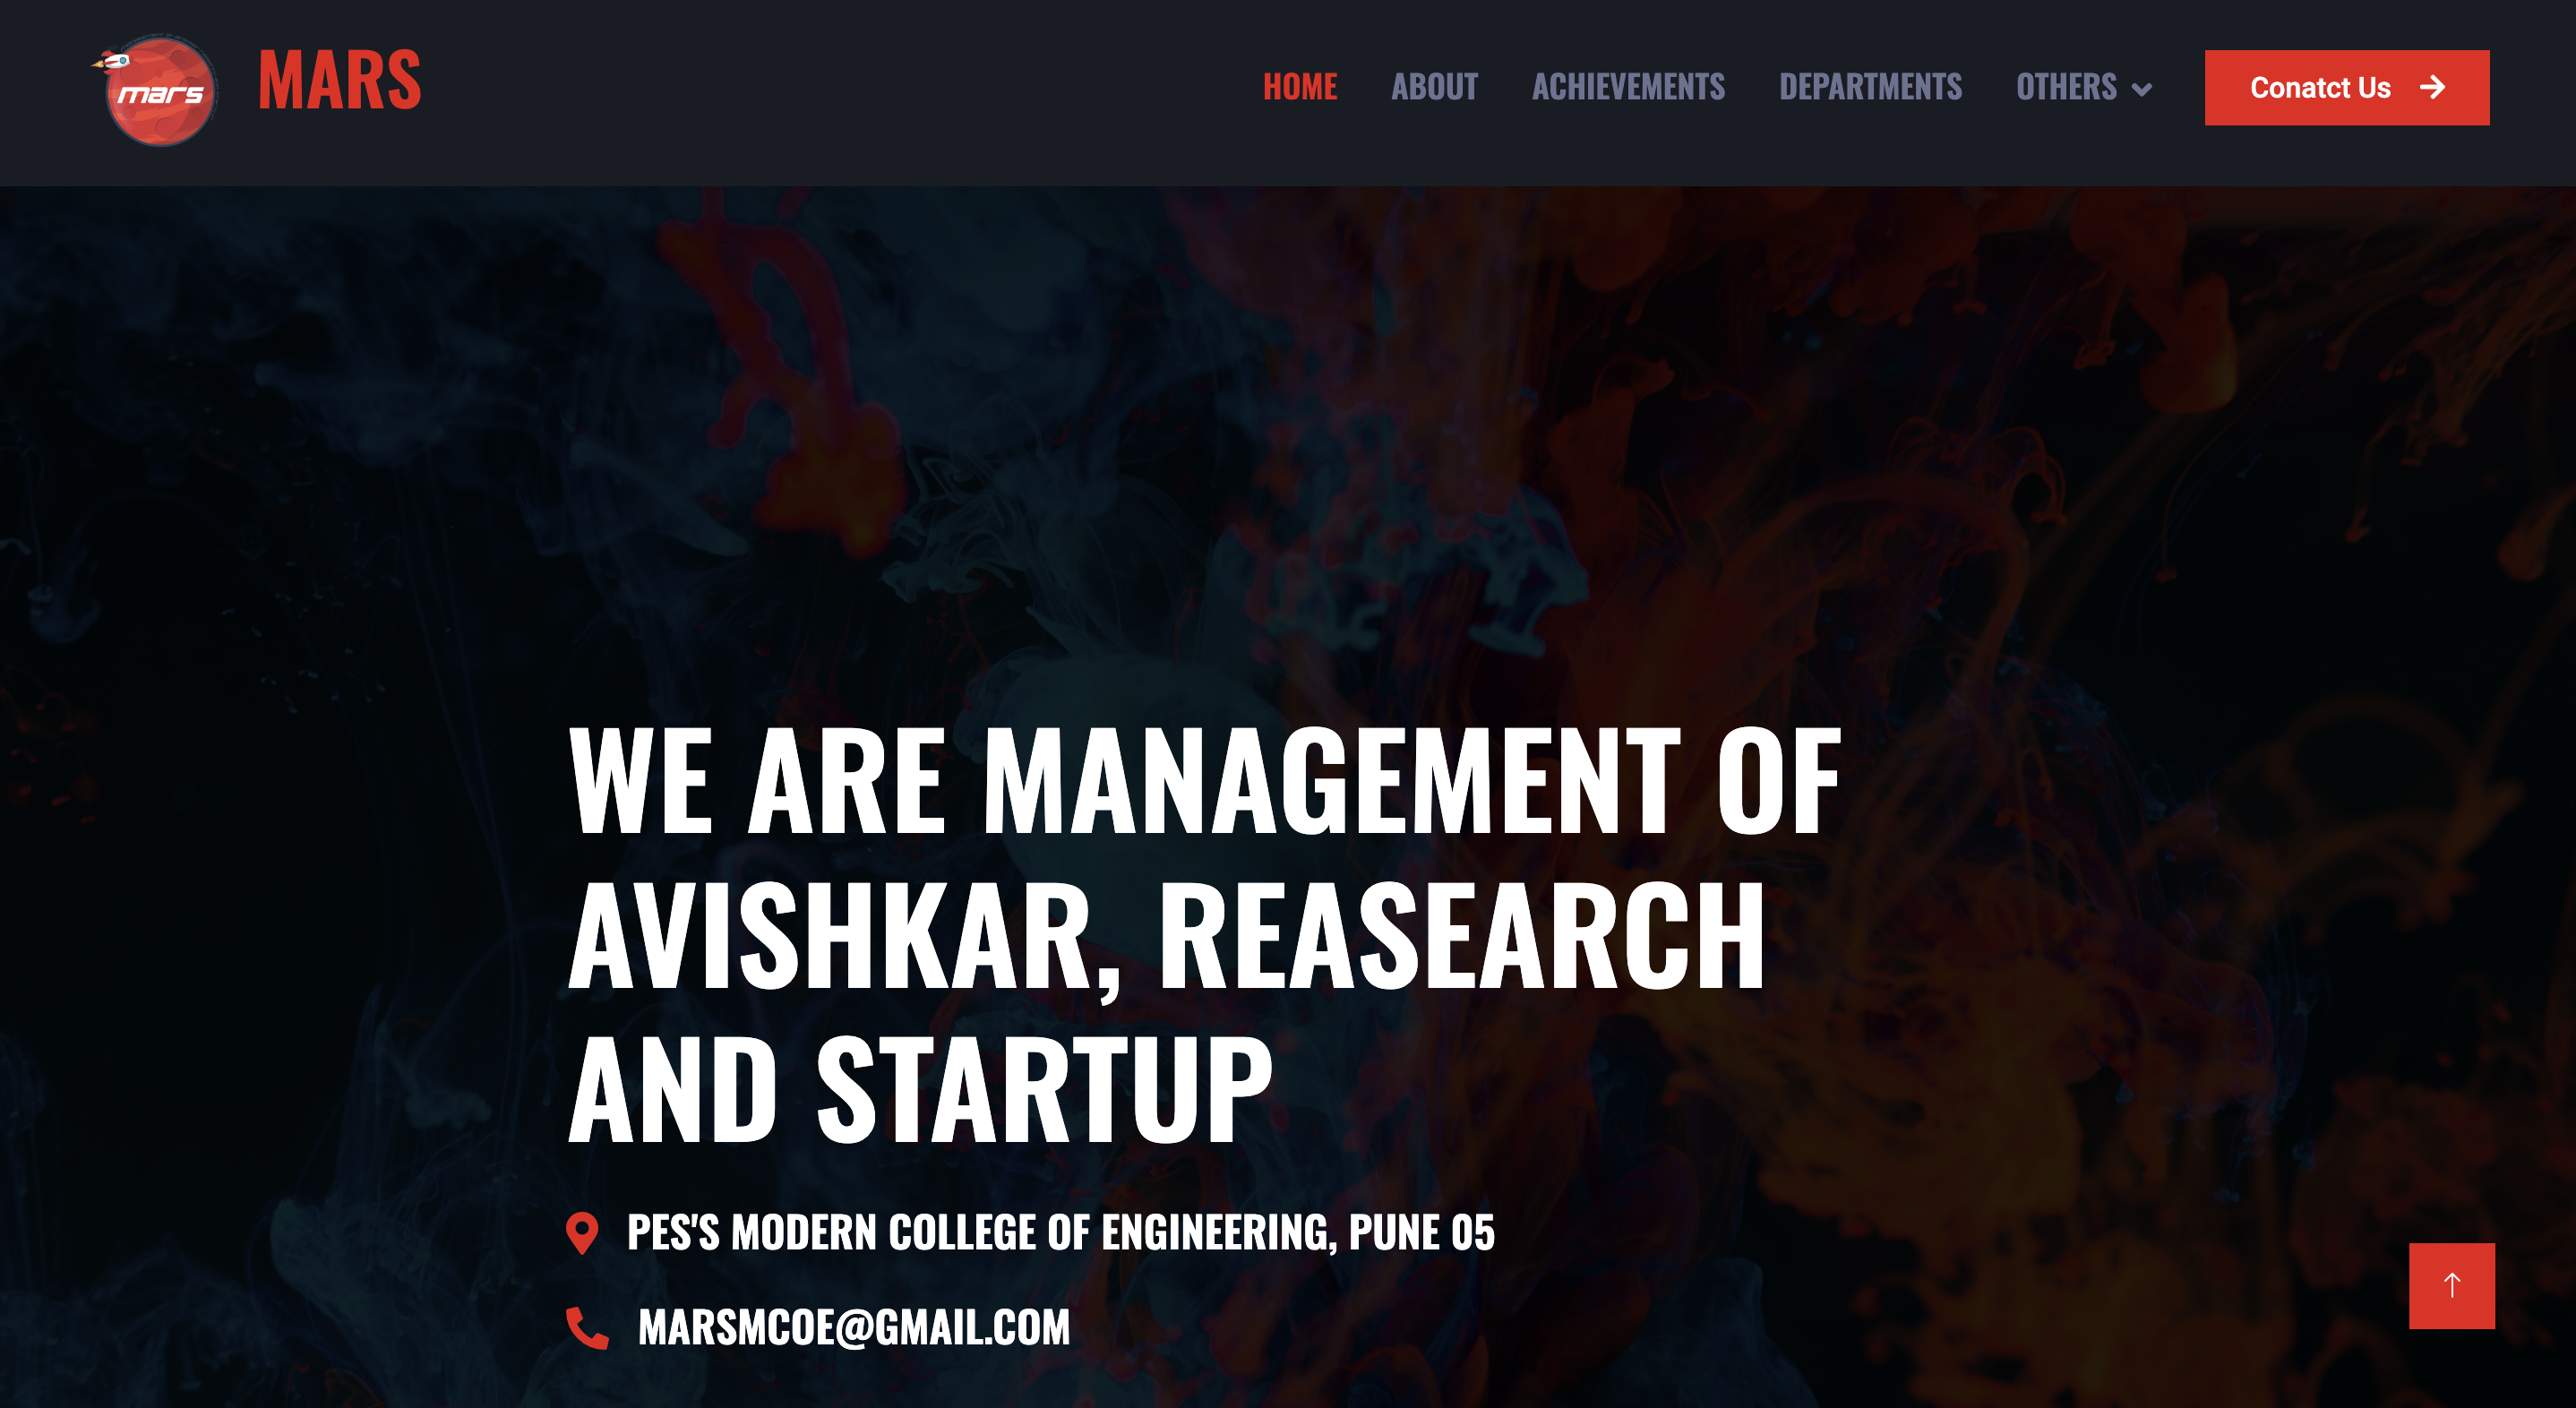 mars
MARS
HOME
ABOUT
ACHIEVEMENTS
DEPARTMENTS
OTHERS
Conatct Us
WE ARE MANAGEMENT OF
AVISHKAR, REASEARCH
AND STARTUP
PES'S MODERN COLLEGE OF ENGINEERING, PUNE 05
MARSMCOE@GMAIL.COM